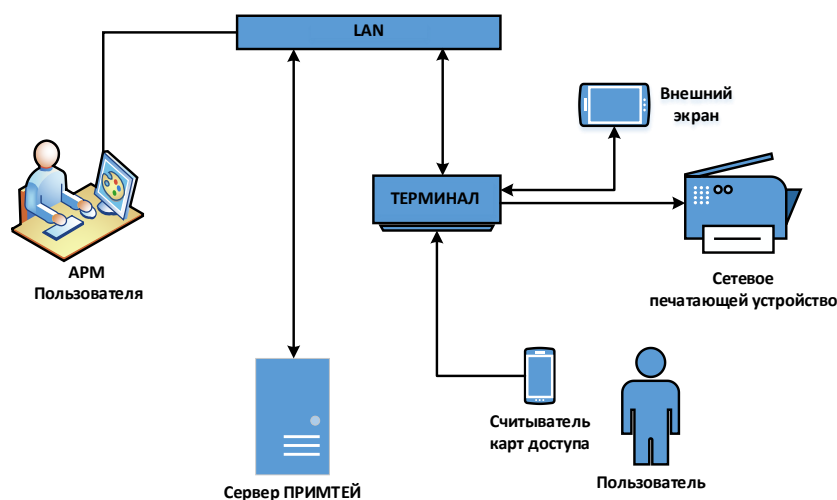 LAN
Внешний
экран
ТЕРМИНАЛ
АРМ
Пользователя
Сетевое
печатающей устройство
Считыватель
карт доступа
Пользователь
Сервер ПРИМТЕЙ